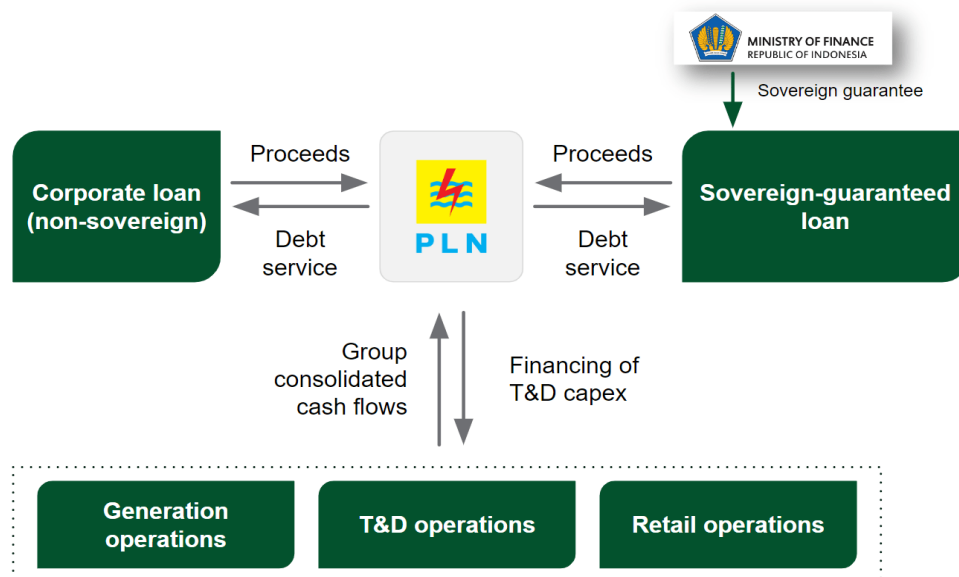 MINISTRY OF FINANCE
REPUBLIC OF INDONESIA
Sovereign guarantee
Corporate loan
(non-sovereign)
Proceeds
Debt
service
PLN
Proceeds
Debt
service
Sovereign-guaranteed
loan
Group
consolidated
cash flows
Financing of
T&D capex
Generation
operations
T&D operations
Retail operations